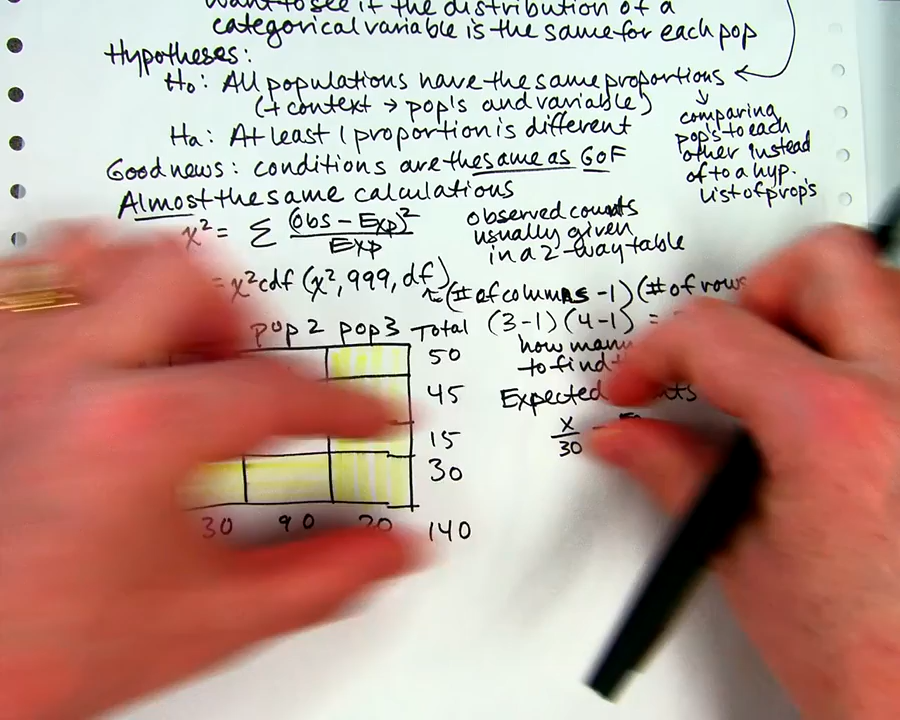 want to see if the distribution of a
categorical variable is the same for each pop
Hypotheses:
Ho: All populations have the same proportions
(+ context → pop's and variable)
Ha: At least 1 proportion is different
comparing
pop's to each
other instead
of to a hyp.
list of prop's
Good news: conditions are the same as GoF
Almost the same calculations
x² = Σ (Obs - Exp)² / Exp
observed counts
usually given
in a 2-way table
= x²cdf (x², 999, df)
(# of columns -1) (# of rows
(3-1)(4-1) =
how many
to find
pop 2 pop 3 Total
50
45
15
30
30 90 20 140
Expected
x/30